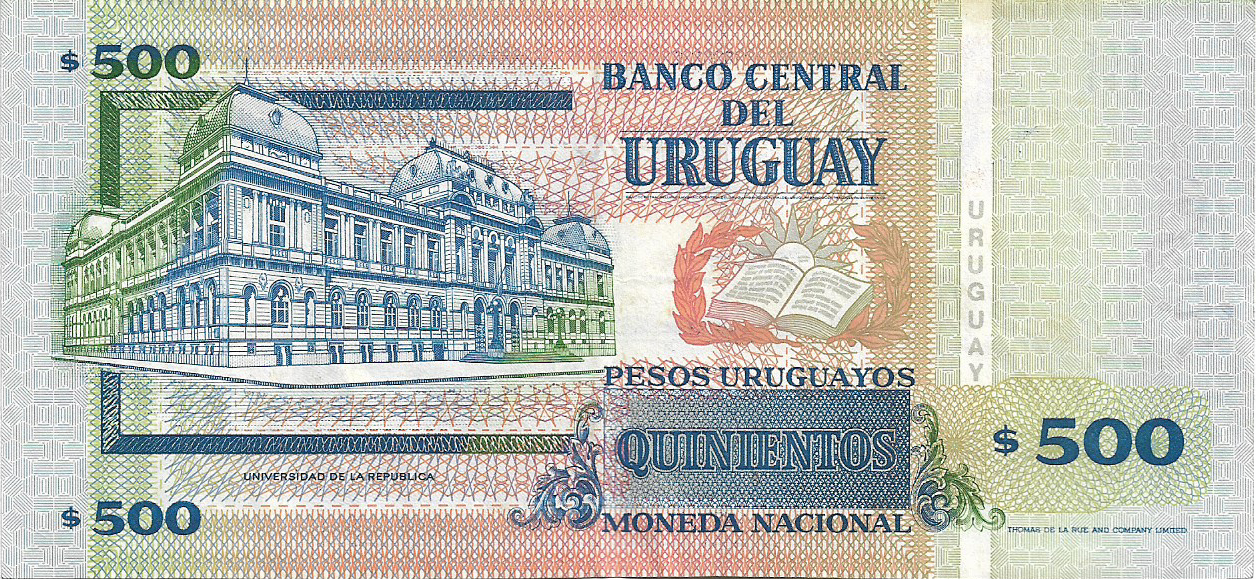 $ 500
BANCO CENTRAL
DEL
URUGUAY
URUGUAY
PESOS URUGUAYOS
QUINIENTOS
$ 500
UNIVERSIDAD DE LA REPUBLICA
$ 500
MONEDA NACIONAL
THOMAS DE LA RUE AND COMPANY LIMITED